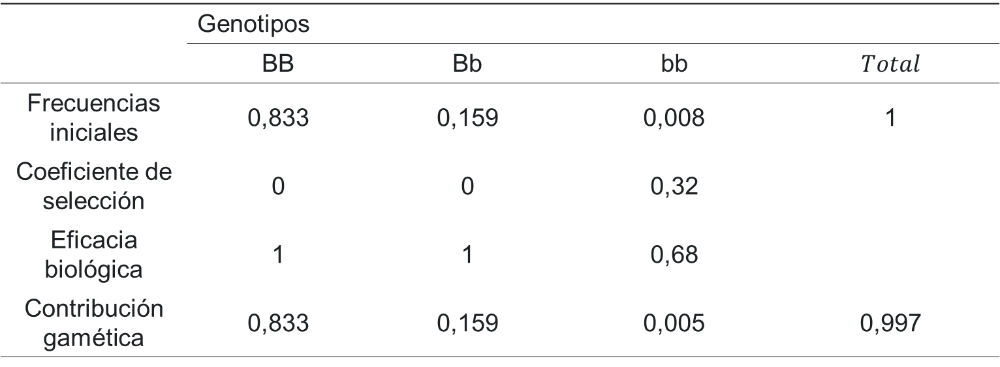 Genotipos
BB Bb bb Total
Frecuencias
iniciales
0,833 0,159 0,008 1
Coeficiente de
selección
0 0 0,32
Eficacia
biológica
1 1 0,68
Contribución
gamética
0,833 0,159 0,005 0,997